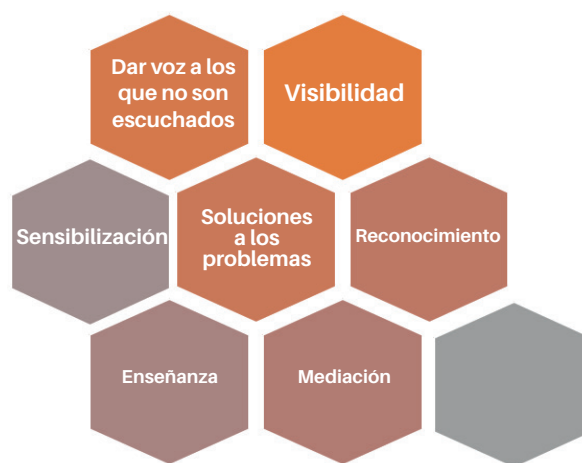 Dar voz a los
que no son
escuchados
Visibilidad
Sensibilización
Soluciones
a los
problemas
Reconocimiento
Enseñanza
Mediación